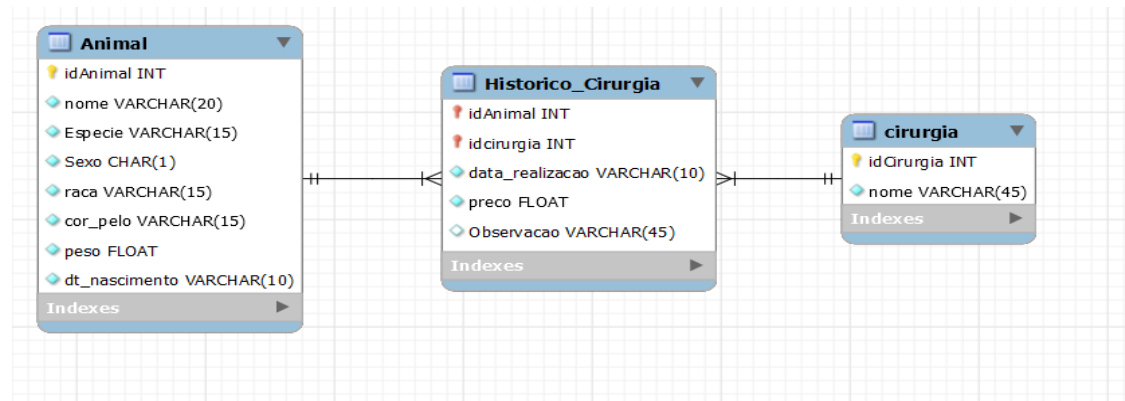 Animal
idAnimal INT
nome VARCHAR(20)
Especie VARCHAR(15)
Sexo CHAR(1)
raca VARCHAR(15)
cor_pelo VARCHAR(15)
peso FLOAT
dt_nascimento VARCHAR(10)
Indexes
Historico_Cirurgia
idAnimal INT
idcirurgia INT
data_realizacao VARCHAR(10)
preco FLOAT
Observacao VARCHAR(45)
Indexes
cirurgia
idCirurgia INT
nome VARCHAR(45)
Indexes